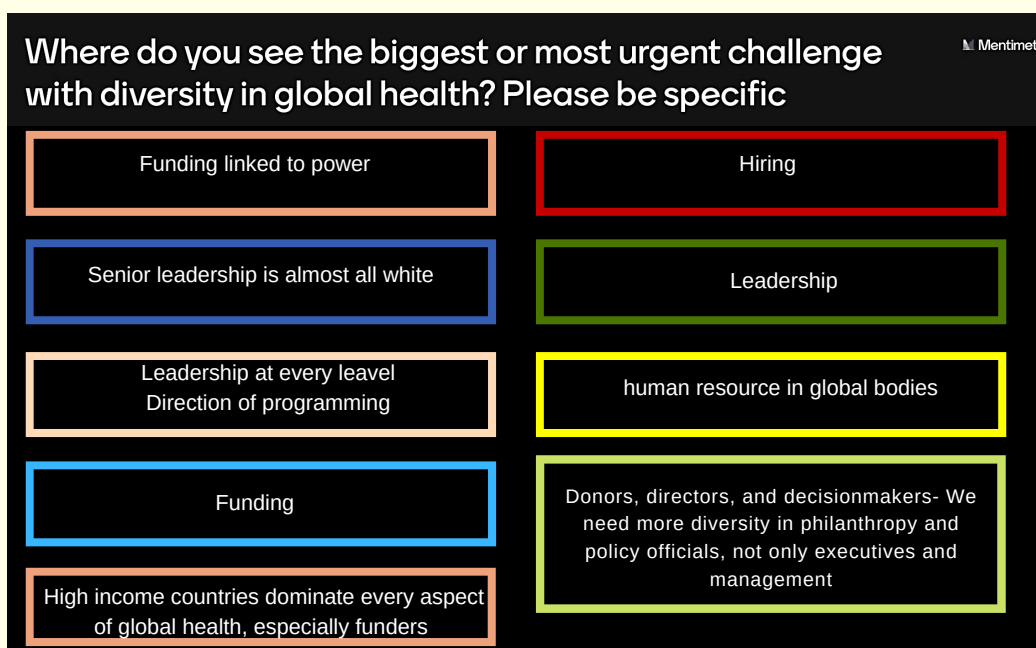 Where do you see the biggest or most urgent challenge
with diversity in global health? Please be specific
Mentimet
Funding linked to power
Senior leadership is almost all white
Leadership at every leavel
Direction of programming
Funding
High income countries dominate every aspect
of global health, especially funders
Hiring
Leadership
human resource in global bodies
Donors, directors, and decisionmakers- We
need more diversity in philanthropy and
policy officials, not only executives and
management